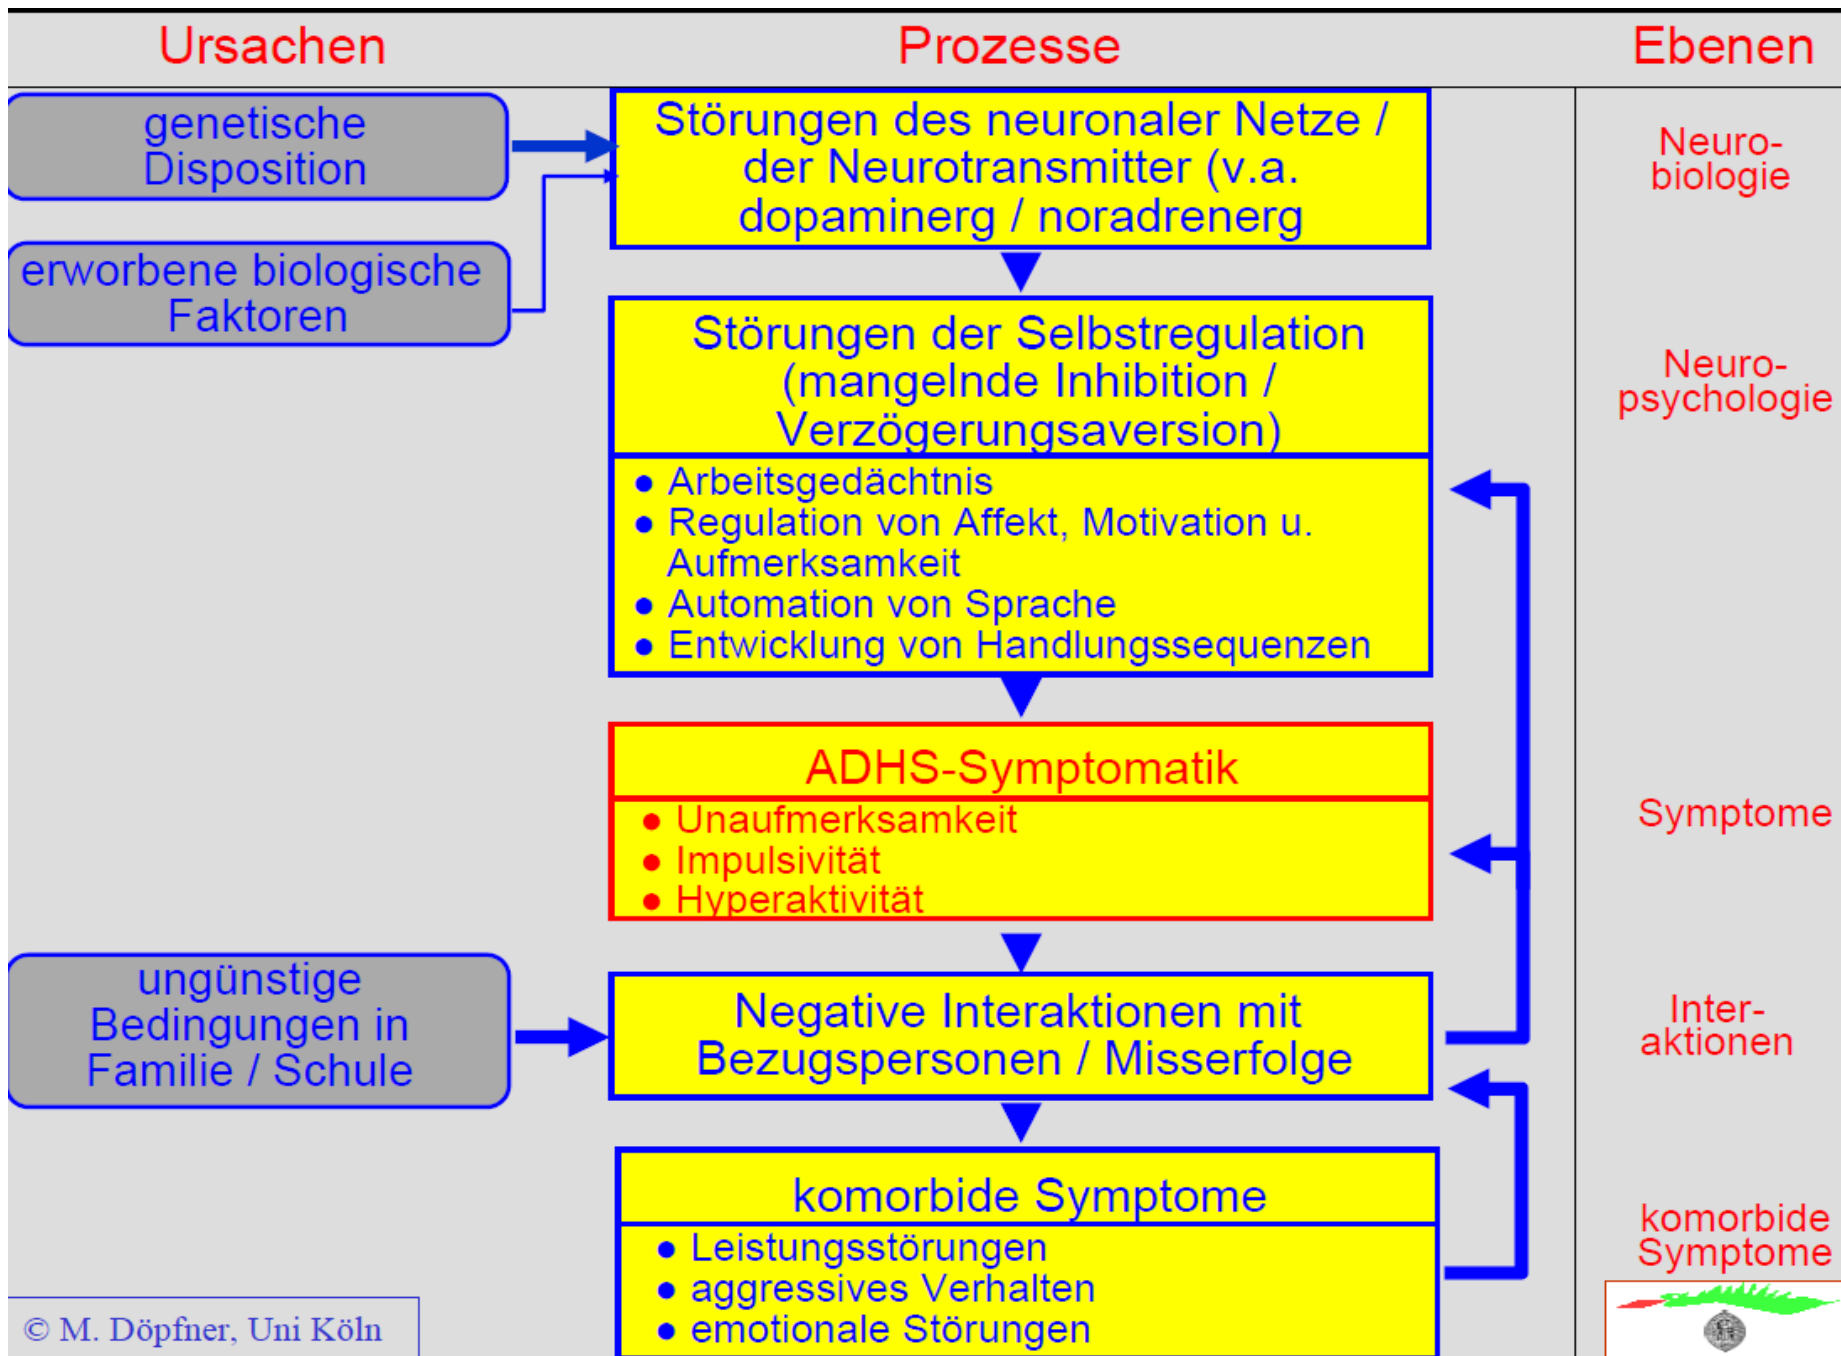 Ursachen
Prozesse
Ebenen
genetische
Disposition
erworbene biologische
Faktoren
Störungen des neuronaler Netze /
der Neurotransmitter (v.a.
dopaminerg / noradrenerg
Neuro-
biologie
Störungen der Selbstregulation
(mangelnde Inhibition /
Verzögerungsaversion)
● Arbeitsgedächtnis
● Regulation von Affekt, Motivation u.
Aufmerksamkeit
● Automation von Sprache
● Entwicklung von Handlungssequenzen
Neuro-
psychologie
ADHS-Symptomatik
● Unaufmerksamkeit
● Impulsivität
● Hyperaktivität
Symptome
ungünstige
Bedingungen in
Familie / Schule
Negative Interaktionen mit
Bezugspersonen / Misserfolge
Inter-
aktionen
komorbide Symptome
● Leistungsstörungen
● aggressives Verhalten
● emotionale Störungen
komorbide
Symptome
© M. Döpfner, Uni Köln